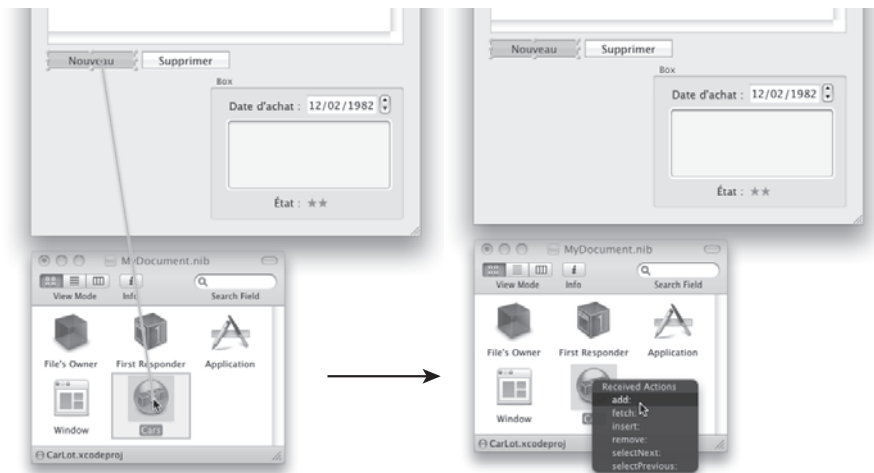 Nouveau
Supprimer
Box
Date d'achat : 12/02/1982
État : ★★
MyDocument.nib
View Mode
Info
Search Field
File's Owner
First Responder
Application
Window
Cars
CarLot.xcodeproj
Nouveau
Supprimer
Box
Date d'achat : 12/02/1982
État : ★★
MyDocument.nib
View Mode
Info
Search Field
File's Owner
First Responder
Application
Window
CarLot.xcodeproj
Received Actions
add:
fetch:
insert:
remove:
selectNext:
selectPrevious: